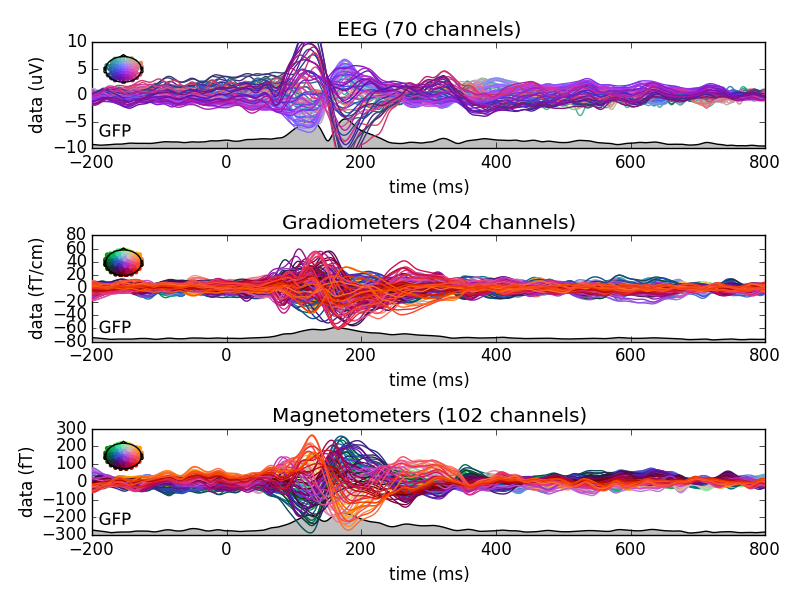 EEG (70 channels)
10
5
0
−5
−10
data (uV)
GFP
−200 0 200 400 600 800
time (ms)
Gradiometers (204 channels)
80
60
40
20
0
−20
−40
−60
−80
data (fT/cm)
GFP
−200 0 200 400 600 800
time (ms)
Magnetometers (102 channels)
300
200
100
0
−100
−200
−300
data (fT)
GFP
−200 0 200 400 600 800
time (ms)